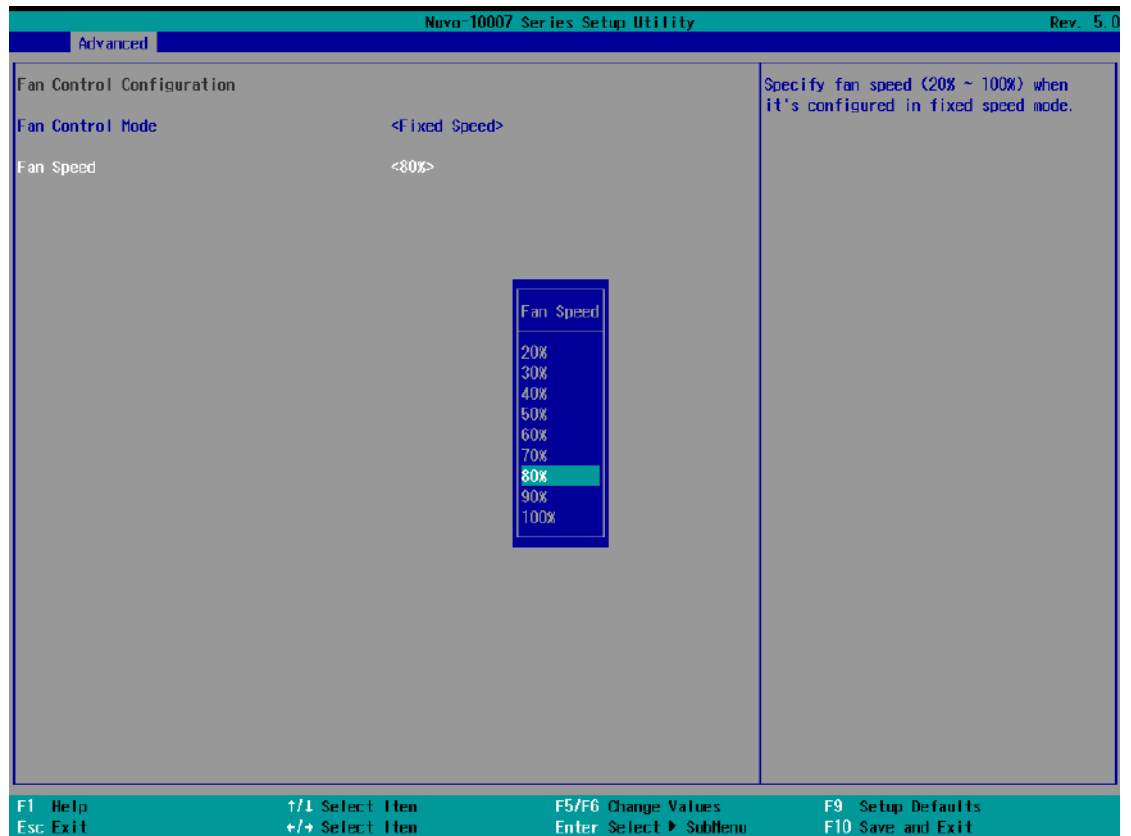 Nuvo-10007 Series Setup Utility Rev. 5.0
Advanced
Fan Control Configuration
Specify fan speed (20% ~ 100%) when
it's configured in fixed speed mode.
Fan Control Mode <Fixed Speed>
Fan Speed <80%>
Fan Speed
20%
30%
40%
50%
60%
70%
80%
90%
100%
F1 Help ↑/↓ Select Item F5/F6 Change Values F9 Setup Defaults
Esc Exit ←/→ Select Item Enter Select ▶ SubMenu F10 Save and Exit